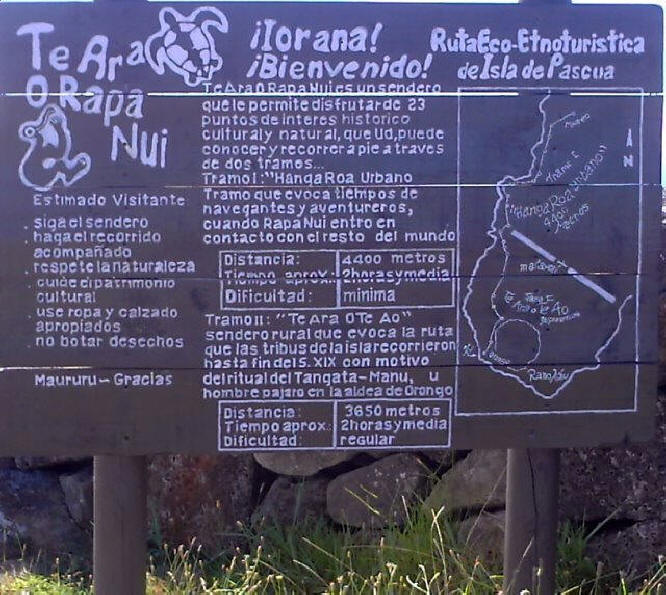 Te Ara
O Rapa
Nui
¡Iorana!
¡Bienvenido!
Ruta Eco-Etnoturistica
de Isla de Pascua
Te Ara O Rapa Nui es un sendero
que le permite disfrutar de 23
puntos de interes historico
cultural y natural, que Ud, puede
conocer y recorrer a pie a través
de dos tramos...
Tramo I: "Hanga Roa Urbano
Tramo que evoca tiempos de
navegantes y aventureros,
cuando Rapa Nui entro en
contacto con el resto del mundo
Distancia: 4400 metros
Tiempo aprox.: 2 horas y media
Dificultad: minima
Tramo II: "Te Ara O Te Ao"
sendero rural que evoca la ruta
que las tribus de la isla recorrieron
hasta fin del S. XIX con motivo
del ritual del Tangata-Manu, u
hombre pajaro en la aldea de Orongo
Distancia: 3650 metros
Tiempo aprox.: 2 horas y media
Dificultad: regular
Estimado Visitante
. siga el sendero
. haga el recorrido
acompañado
. respete la naturaleza
. cuide el patrimonio
cultural
. use ropa y calzado
apropiados
. no botar desechos
Maururu - Gracias
Tramo I
"Hanga Roa Urbano"
4400
metros
N
Te Ao